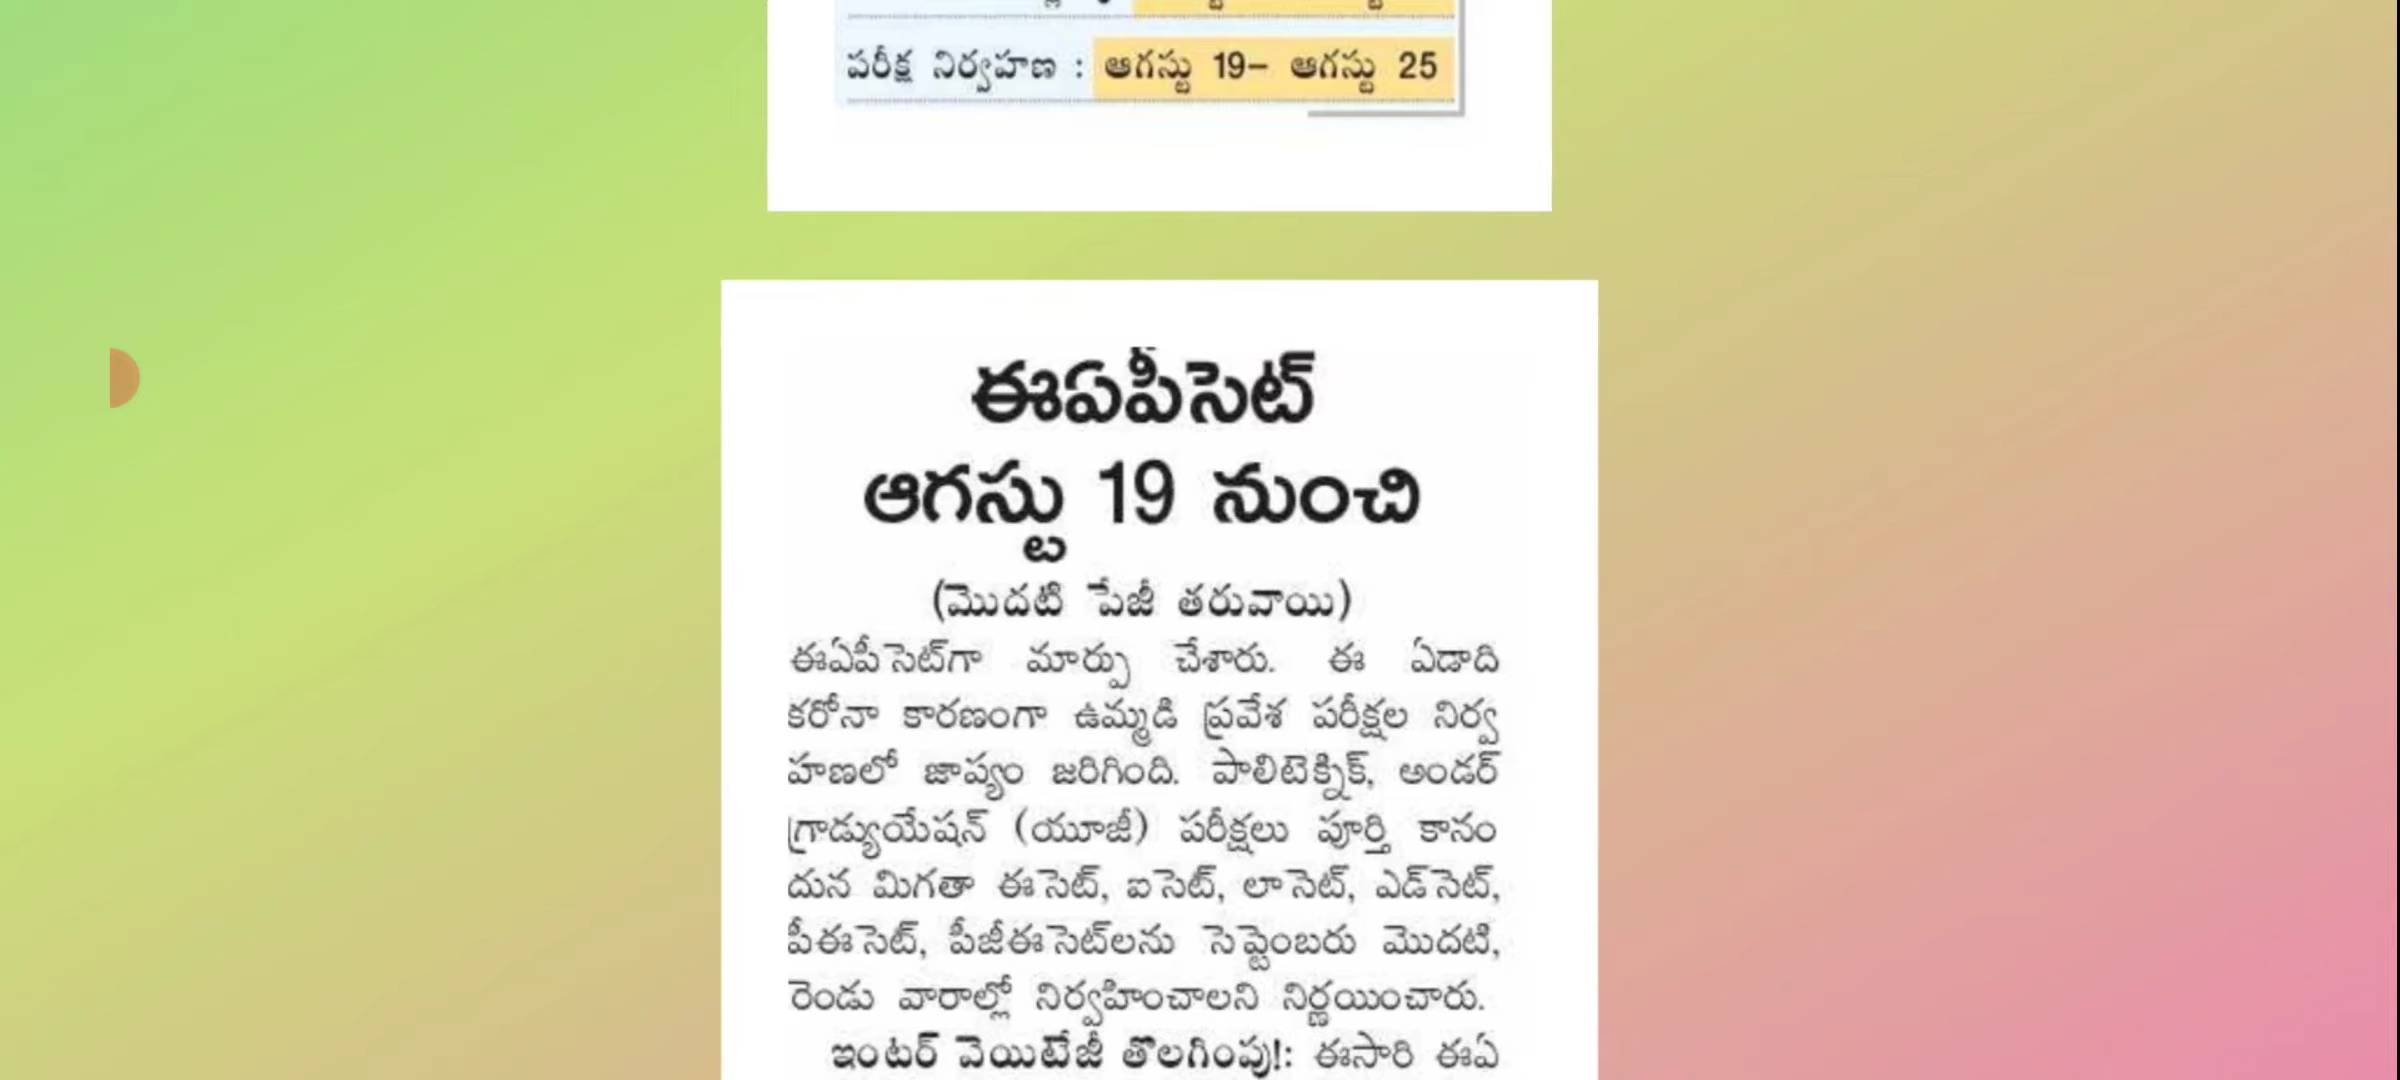 పరీక్ష నిర్వహణ : ఆగస్టు 19– ఆగస్టు 25
ఈఏపీసెట్
ఆగస్టు 19 నుంచి
(మొదటి పేజీ తరువాయి)
ఈఏపీసెట్‌గా మార్పు చేశారు. ఈ ఏడాది
కరోనా కారణంగా ఉమ్మడి ప్రవేశ పరీక్షల నిర్వ
హణలో జాప్యం జరిగింది. పాలిటెక్నిక్, అండర్
గ్రాడ్యుయేషన్ (యూజీ) పరీక్షలు పూర్తి కానం
దున మిగతా ఈసెట్, ఐసెట్, లాసెట్, ఎడ్‌సెట్,
పీఈసెట్, పీజీఈసెట్‌లను సెప్టెంబరు మొదటి,
రెండు వారాల్లో నిర్వహించాలని నిర్ణయించారు.
ఇంటర్ వెయిటేజీ తొలగింపు!: ఈసారి ఈఏ